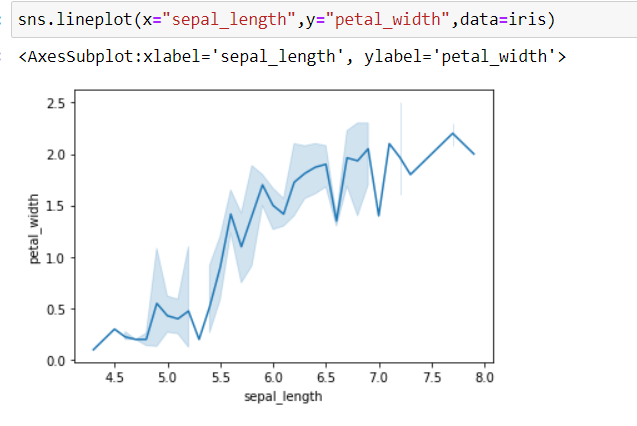 sns.lineplot(x="sepal_length",y="petal_width",data=iris)
<AxesSubplot:xlabel='sepal_length', ylabel='petal_width'>
2.5
2.0
1.5
1.0
0.5
0.0
petal_width
4.5 5.0 5.5 6.0 6.5 7.0 7.5 8.0
sepal_length